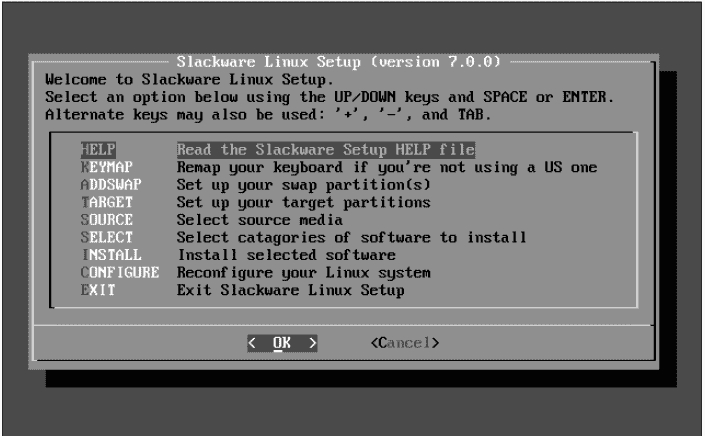 Slackware Linux Setup (version 7.0.0)
Welcome to Slackware Linux Setup.
Select an option below using the UP/DOWN keys and SPACE or ENTER.
Alternate keys may also be used: '+', '-', and TAB.
HELP Read the Slackware Setup HELP file
KEYMAP Remap your keyboard if you're not using a US one
ADDSWAP Set up your swap partition(s)
TARGET Set up your target partitions
SOURCE Select source media
SELECT Select catagories of software to install
INSTALL Install selected software
CONFIGURE Reconfigure your Linux system
EXIT Exit Slackware Linux Setup
< OK > <Cancel>